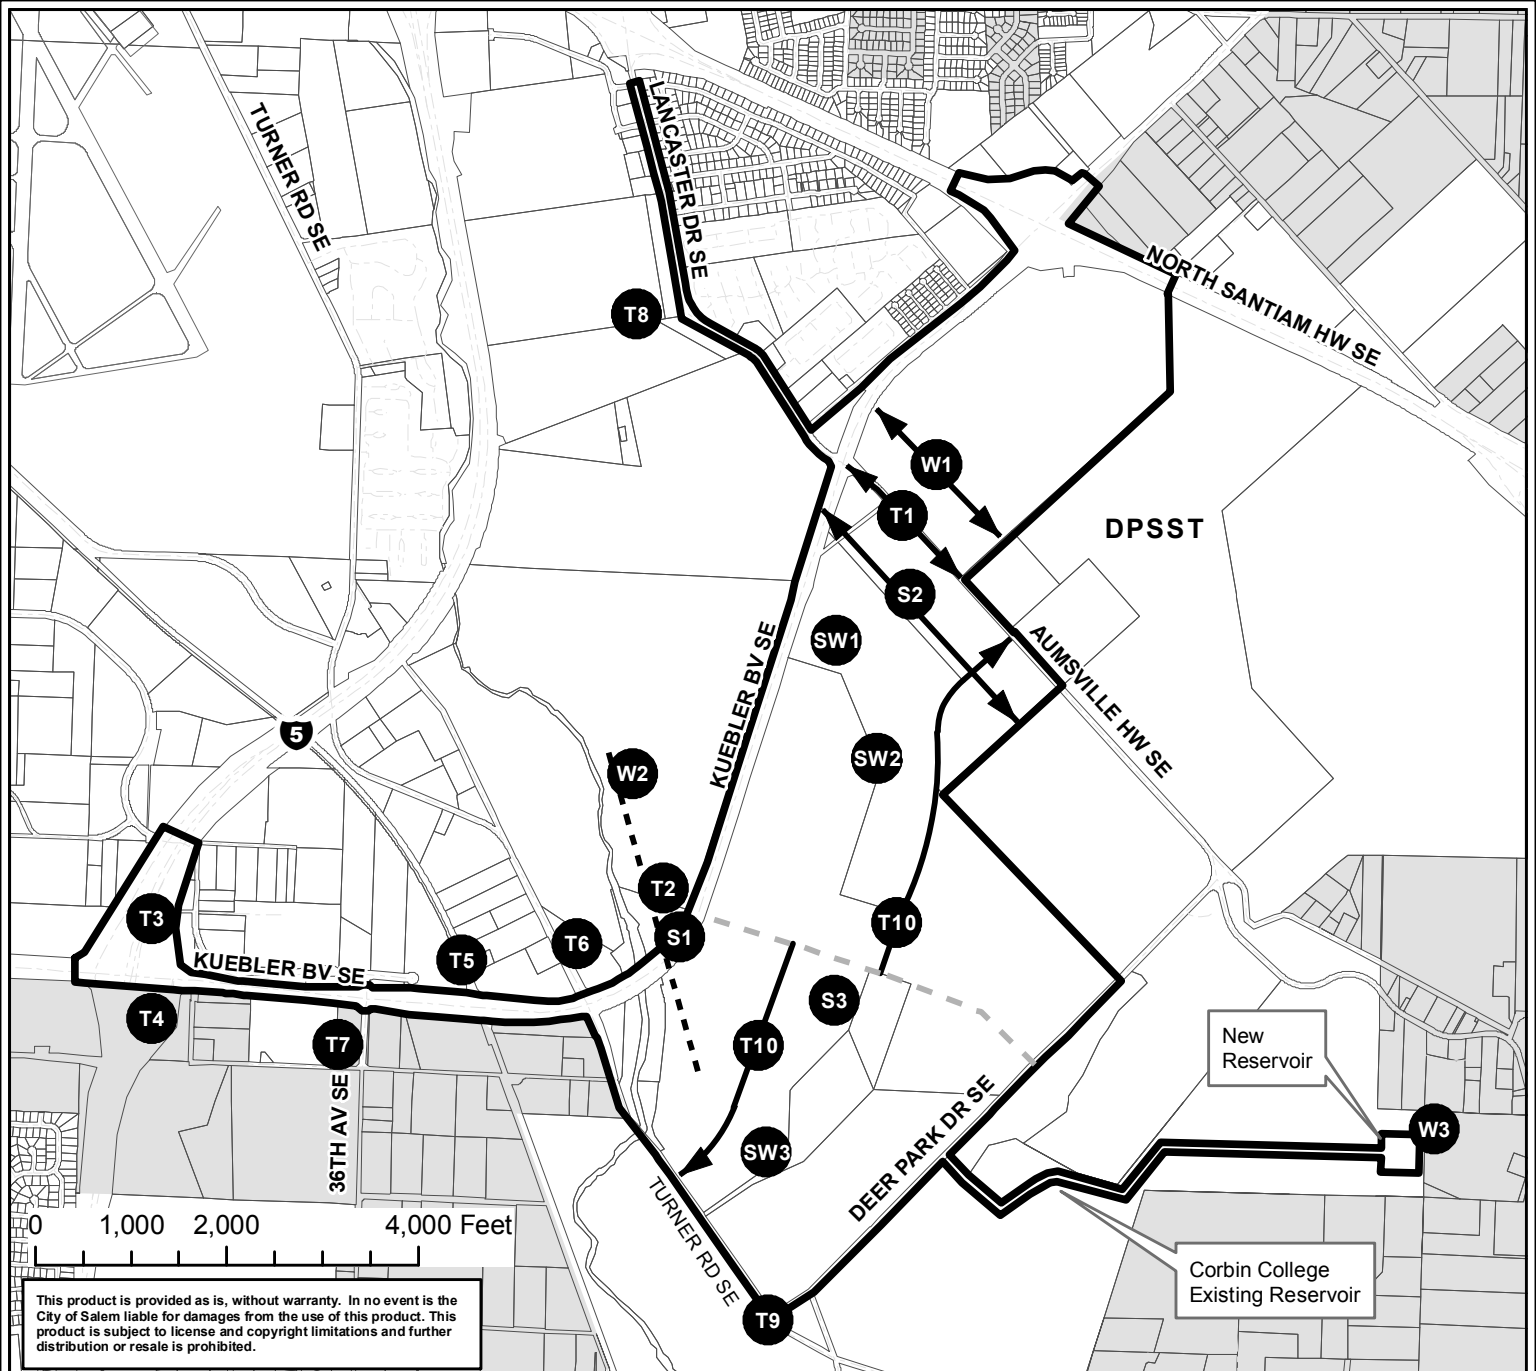 TURNER RD SE
LANCASTER DR SE
NORTH SANTIAM HW SE
T8
W1
T1
DPSST
S2
SW1
AUMSVILLE HW SE
KUEBLER BV SE
5
SW2
W2
T2
T3
T10
S1
T6
T5
KUEBLER BV SE
S3
T4
T7
T10
New
Reservoir
36TH AV SE
DEER PARK DR SE
W3
SW3
TURNER RD SE
0 1,000 2,000 4,000 Feet
Corbin College
Existing Reservoir
T9
This product is provided as is, without warranty. In no event is the
City of Salem liable for damages from the use of this product. This
product is subject to license and copyright limitations and further
distribution or resale is prohibited.